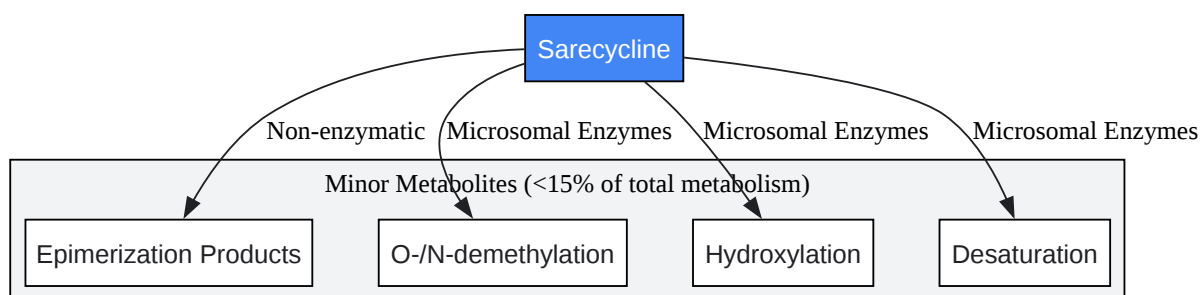 Sarecycline
Non-enzymatic
Microsomal Enzymes
Microsomal Enzymes
Microsomal Enzymes
Minor Metabolites (<15% of total metabolism)
Epimerization Products
O-/N-demethylation
Hydroxylation
Desaturation